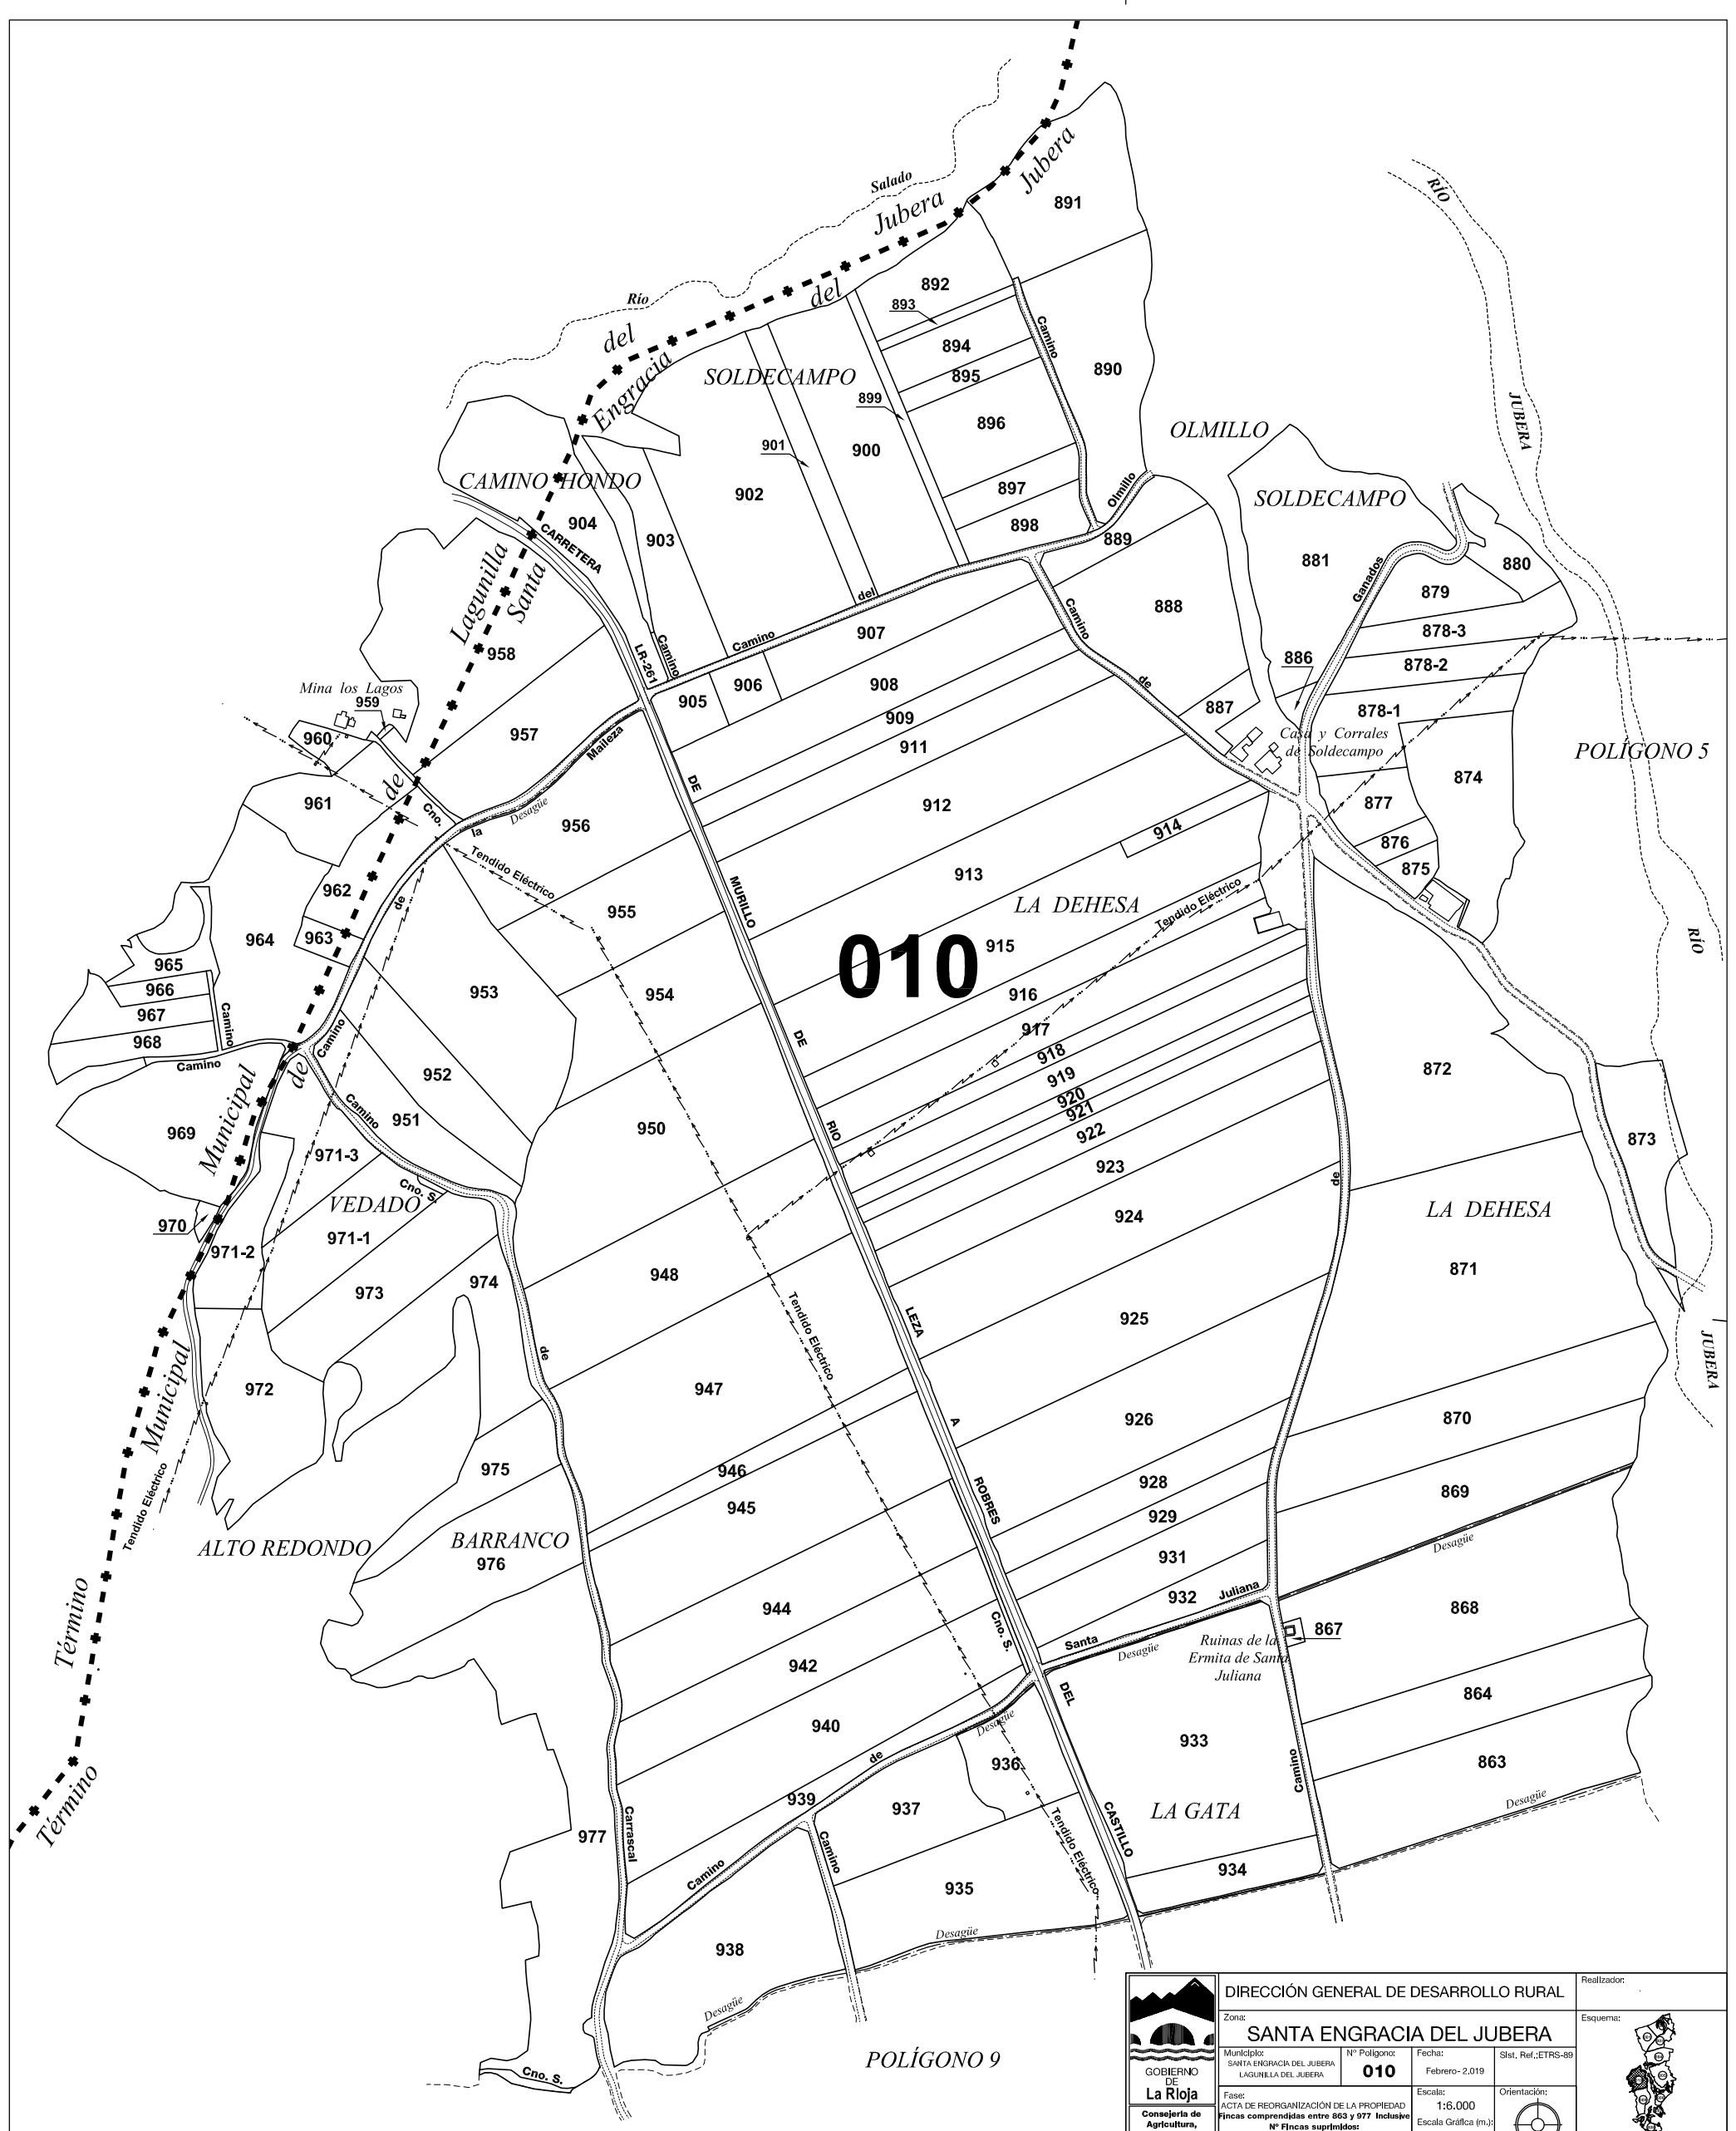 Salado
Río
Jubera
Jubera
del
del
Engracia
Santa
Lagunilla
de
de
Municipal
Municipal
Término
Término
RÍO
JUBERA
RÍO
JUBERA
891
892
893
894
895
890
896
897
898
899
900
901
902
903
904
SOLDECAMPO
OLMILLO
SOLDECAMPO
CAMINO HONDO
CARRETERA
LR-261
DE
MURILLO
DE
RIO
LEZA
A
ROBRES
DEL
CASTILLO
Camino
Olmillo
del
Camino
Camino
889
881
880
879
Ganados
878-3
878-2
878-1
886
888
887
Camino
de
907
906
905
908
909
911
912
913
914
915
916
917
918
919
920
921
922
923
924
925
926
928
929
931
932
958
957
Mina los Lagos
959
960
961
Cno.
Malleza
la
de
Camino
Desagüe
956
Tendido Eléctrico
955
954
953
952
951
950
962
963
964
965
966
967
968
Camino
Camino
969
970
971-3
971-2
971-1
Camino
Cno. S.
VEDADO
972
973
974
975
976
Casa y Corrales
de Soldecampo
POLÍGONO 5
874
877
876
875
LA DEHESA
Tendido Eléctrico
010
872
873
de
LA DEHESA
871
870
869
868
948
947
946
945
944
942
940
939
Tendido Eléctrico
de
Tendido Eléctrico
ALTO REDONDO
BARRANCO
Desagüe
Santa
Juliana
Desagüe
Cno. S.
Ruinas de la
Ermita de Santa
Juliana
867
864
863
933
Camino
LA GATA
934
Desagüe
Desagüe
936
937
935
938
977
Carrascal
Camino
de
Camino
Tendido Eléctrico
Desagüe
Desagüe
Cno. S.
POLÍGONO 9
GOBIERNO
DE
La Rioja
Consejería de
Agricultura,
DIRECCIÓN GENERAL DE DESARROLLO RURAL
Realizador:
Zona:
SANTA ENGRACIA DEL JUBERA
Esquema:
Municipio:
SANTA ENGRACIA DEL JUBERA
LAGUNILLA DEL JUBERA
Nº Polígono:
010
Fecha:
Febrero- 2.019
Sist. Ref.:ETRS-89
Fase:
ACTA DE REORGANIZACIÓN DE LA PROPIEDAD
Fincas comprendidas entre 863 y 977 Inclusive
Nº Fincas suprimidos:
Escala:
1:6.000
Escala Gráfica (m.):
Orientación: